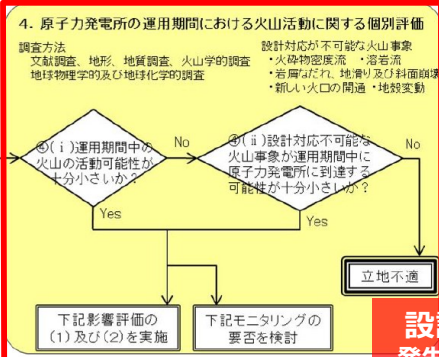 4. 原子力発電所の運用期間における火山活動に関する個別評価
調査方法
文献調査、地形、地質調査、火山学的調査
地球物理学的及び地球化学的調査
設計対応が不可能な火山事象
・火砕物密度流 ・溶岩流
・岩屑なだれ、地滑り及び斜面崩壊
・新しい火口の開通 ・地殻変動
④(ⅰ)運用期間中の
火山の活動可能性が
十分小さいか?
No
④(ⅱ)設計対応不可能な
火山事象が運用期間中に
原子力発電所に到達する
可能性が十分小さいか?
No
Yes
Yes
立地不適
下記影響評価の
(1)及び(2)を実施
下記モニタリングの
要否を検討